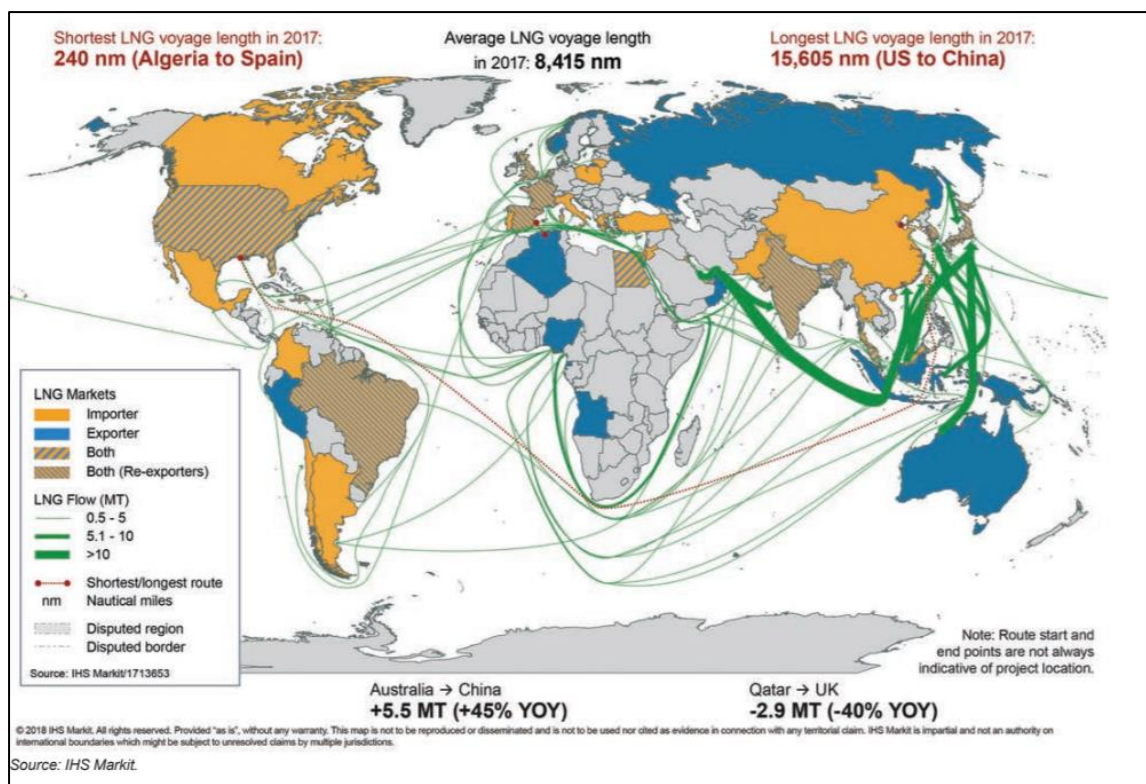 Shortest LNG voyage length in 2017:
240 nm (Algeria to Spain)
Average LNG voyage length
in 2017: 8,415 nm
Longest LNG voyage length in 2017:
15,605 nm (US to China)
LNG Markets
Importer
Exporter
Both
Both (Re-exporters)
LNG Flow (MT)
0.5 - 5
5.1 - 10
>10
Shortest/longest route
nm Nautical miles
Disputed region
Disputed border
Source: IHS Markit/1713653
Note: Route start and
end points are not always
indicative of project location.
Australia → China
+5.5 MT (+45% YOY)
Qatar → UK
-2.9 MT (-40% YOY)
© 2018 IHS Markit. All rights reserved. Provided "as is", without any warranty. This map is not to be reproduced or disseminated and is not to be used nor cited as evidence in connection with any territorial claim. IHS Markit is impartial and not an authority on
international boundaries which might be subject to unresolved claims by multiple jurisdictions.
Source: IHS Markit.